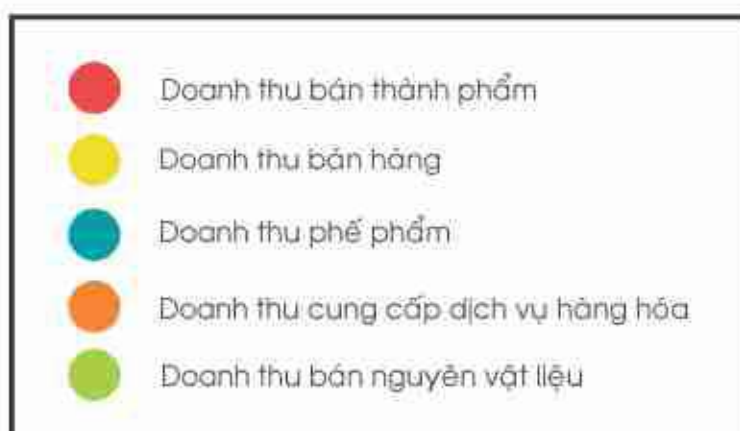 Doanh thu bán thành phẩm
Doanh thu bán hàng
Doanh thu phế phẩm
Doanh thu cung cấp dịch vụ hàng hóa
Doanh thu bán nguyên vật liệu